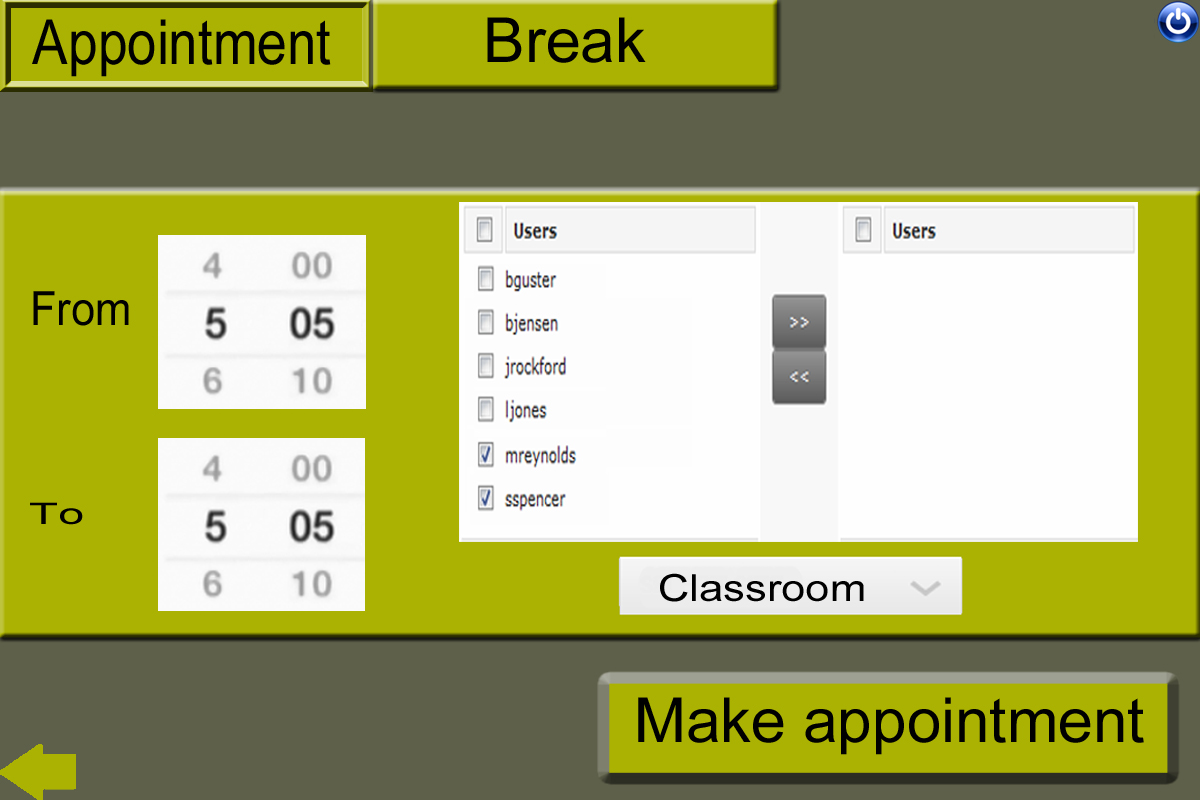 Appointment Break
From
4 00
5 05
6 10
To
4 00
5 05
6 10
Users
bguster
bjensen
jrockford
ljones
mreynolds
sspencer
>>
<<
Users
Classroom
Make appointment